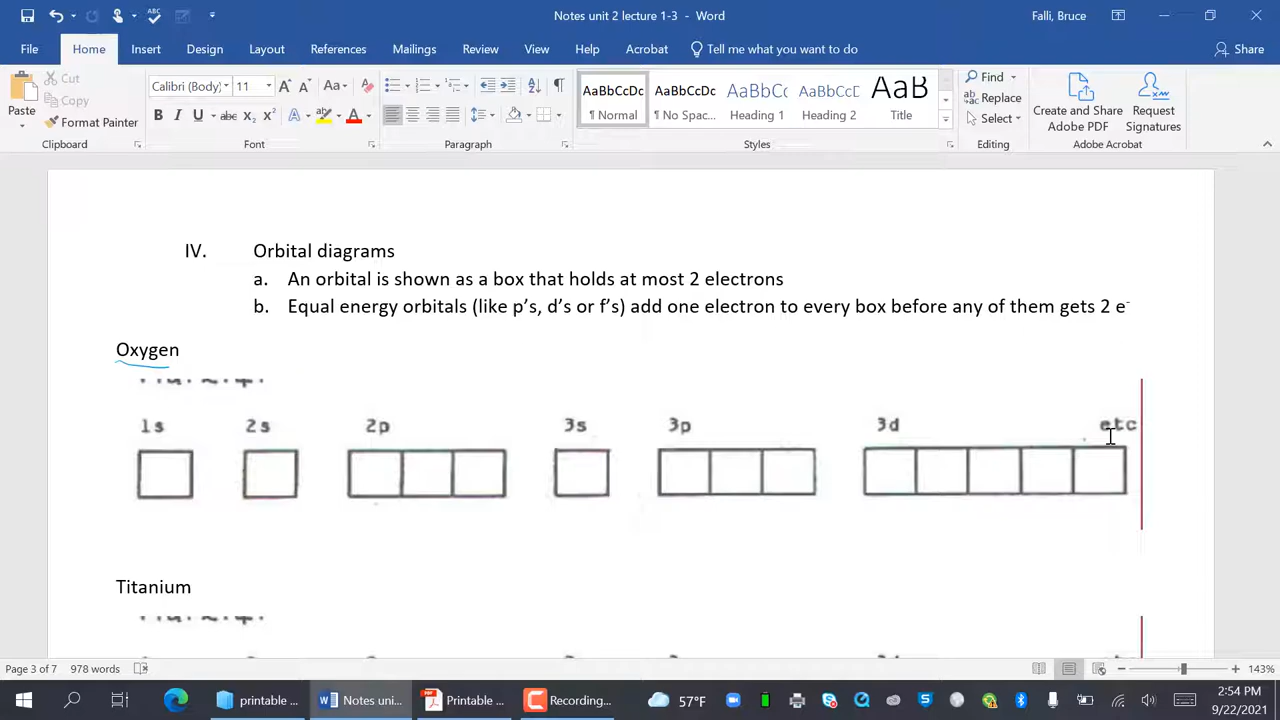 Notes unit 2 lecture 1-3 - Word
Falli, Bruce
File Home Insert Design Layout References Mailings Review View Help Acrobat Tell me what you want to do Share
Paste
Cut
Copy
Format Painter
Calibri (Body) 11
AaBbCcDc AaBbCcDc AaBbCc AaBbCcD AaB
¶ Normal ¶ No Spac... Heading 1 Heading 2 Title
Find
Replace
Select
Create and Share Adobe PDF
Request Signatures
Clipboard Font Paragraph Styles Editing Adobe Acrobat
IV. Orbital diagrams
a. An orbital is shown as a box that holds at most 2 electrons
b. Equal energy orbitals (like p’s, d’s or f’s) add one electron to every box before any of them gets 2 e⁻
Oxygen
1s 2s 2p 3s 3p 3d etc
Titanium
Page 3 of 7 978 words 143%
printable ... Notes uni... Printable ... Recording... 57°F
2:54 PM
9/22/2021